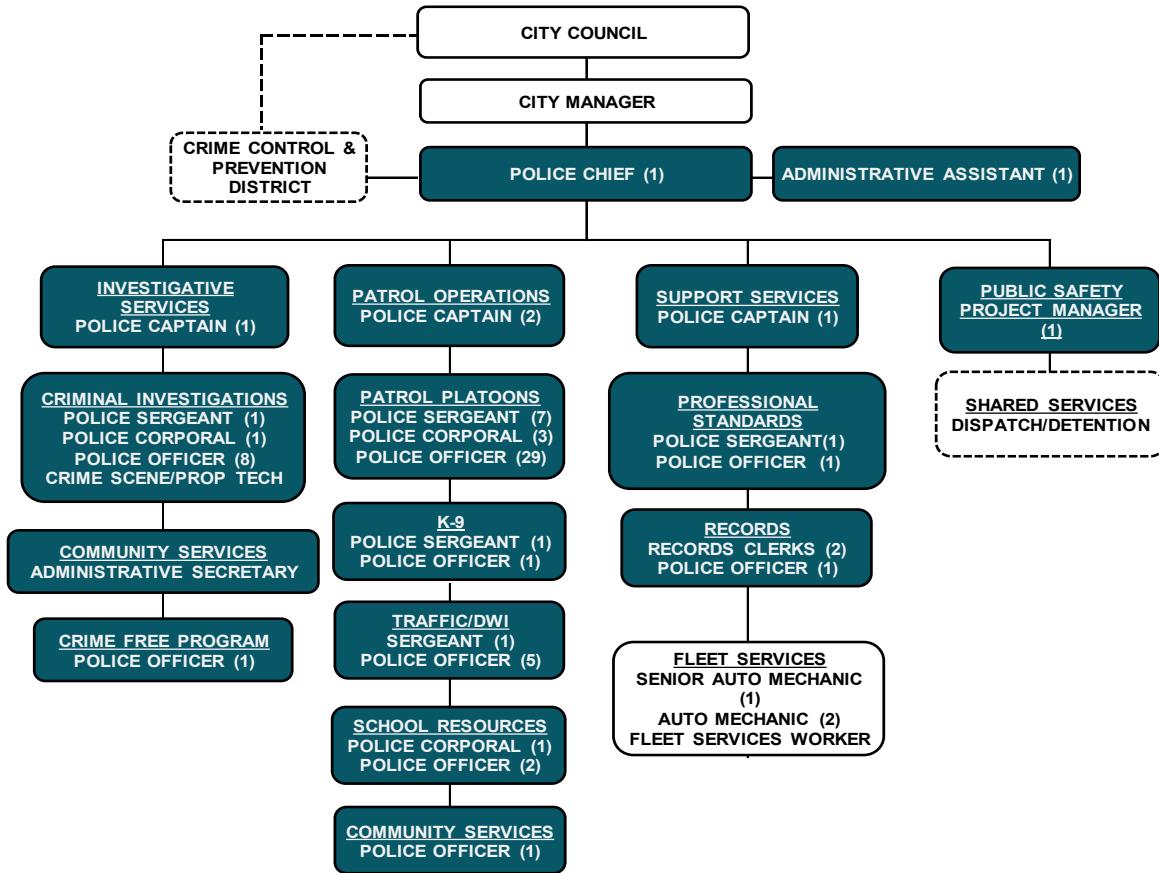 CITY COUNCIL
CITY MANAGER
CRIME CONTROL &
PREVENTION
DISTRICT
POLICE CHIEF (1)
ADMINISTRATIVE ASSISTANT (1)
INVESTIGATIVE
SERVICES
POLICE CAPTAIN (1)
CRIMINAL INVESTIGATIONS
POLICE SERGEANT (1)
POLICE CORPORAL (1)
POLICE OFFICER (8)
CRIME SCENE/PROP TECH
COMMUNITY SERVICES
ADMINISTRATIVE SECRETARY
CRIME FREE PROGRAM
POLICE OFFICER (1)
PATROL OPERATIONS
POLICE CAPTAIN (2)
PATROL PLATOONS
POLICE SERGEANT (7)
POLICE CORPORAL (3)
POLICE OFFICER (29)
K-9
POLICE SERGEANT (1)
POLICE OFFICER (1)
TRAFFIC/DWI
SERGEANT (1)
POLICE OFFICER (5)
SCHOOL RESOURCES
POLICE CORPORAL (1)
POLICE OFFICER (2)
COMMUNITY SERVICES
POLICE OFFICER (1)
SUPPORT SERVICES
POLICE CAPTAIN (1)
PROFESSIONAL
STANDARDS
POLICE SERGEANT(1)
POLICE OFFICER (1)
RECORDS
RECORDS CLERKS (2)
POLICE OFFICER (1)
FLEET SERVICES
SENIOR AUTO MECHANIC
(1)
AUTO MECHANIC (2)
FLEET SERVICES WORKER
PUBLIC SAFETY
PROJECT MANAGER
(1)
SHARED SERVICES
DISPATCH/DETENTION